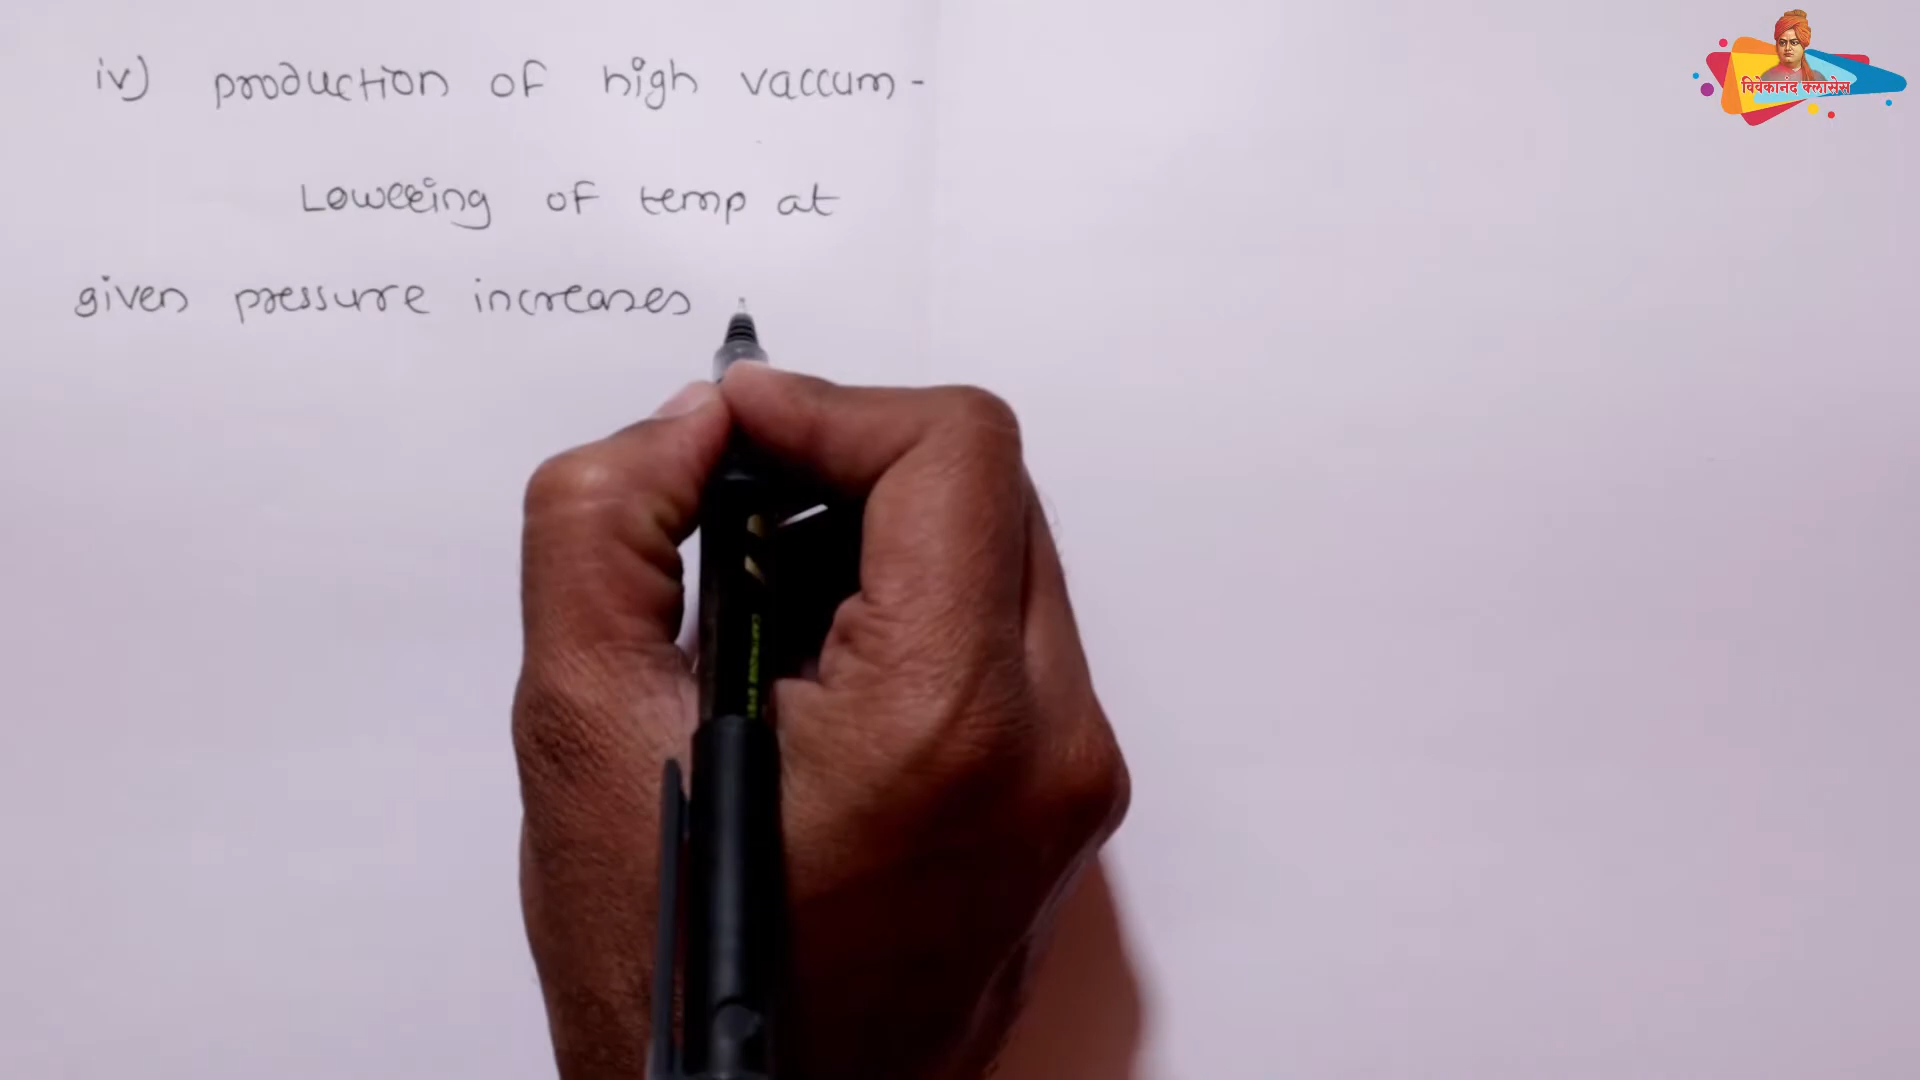 iv) production of high vaccum -
Lowering of temp at
given pressure increases
विवेकानंद क्लासेस